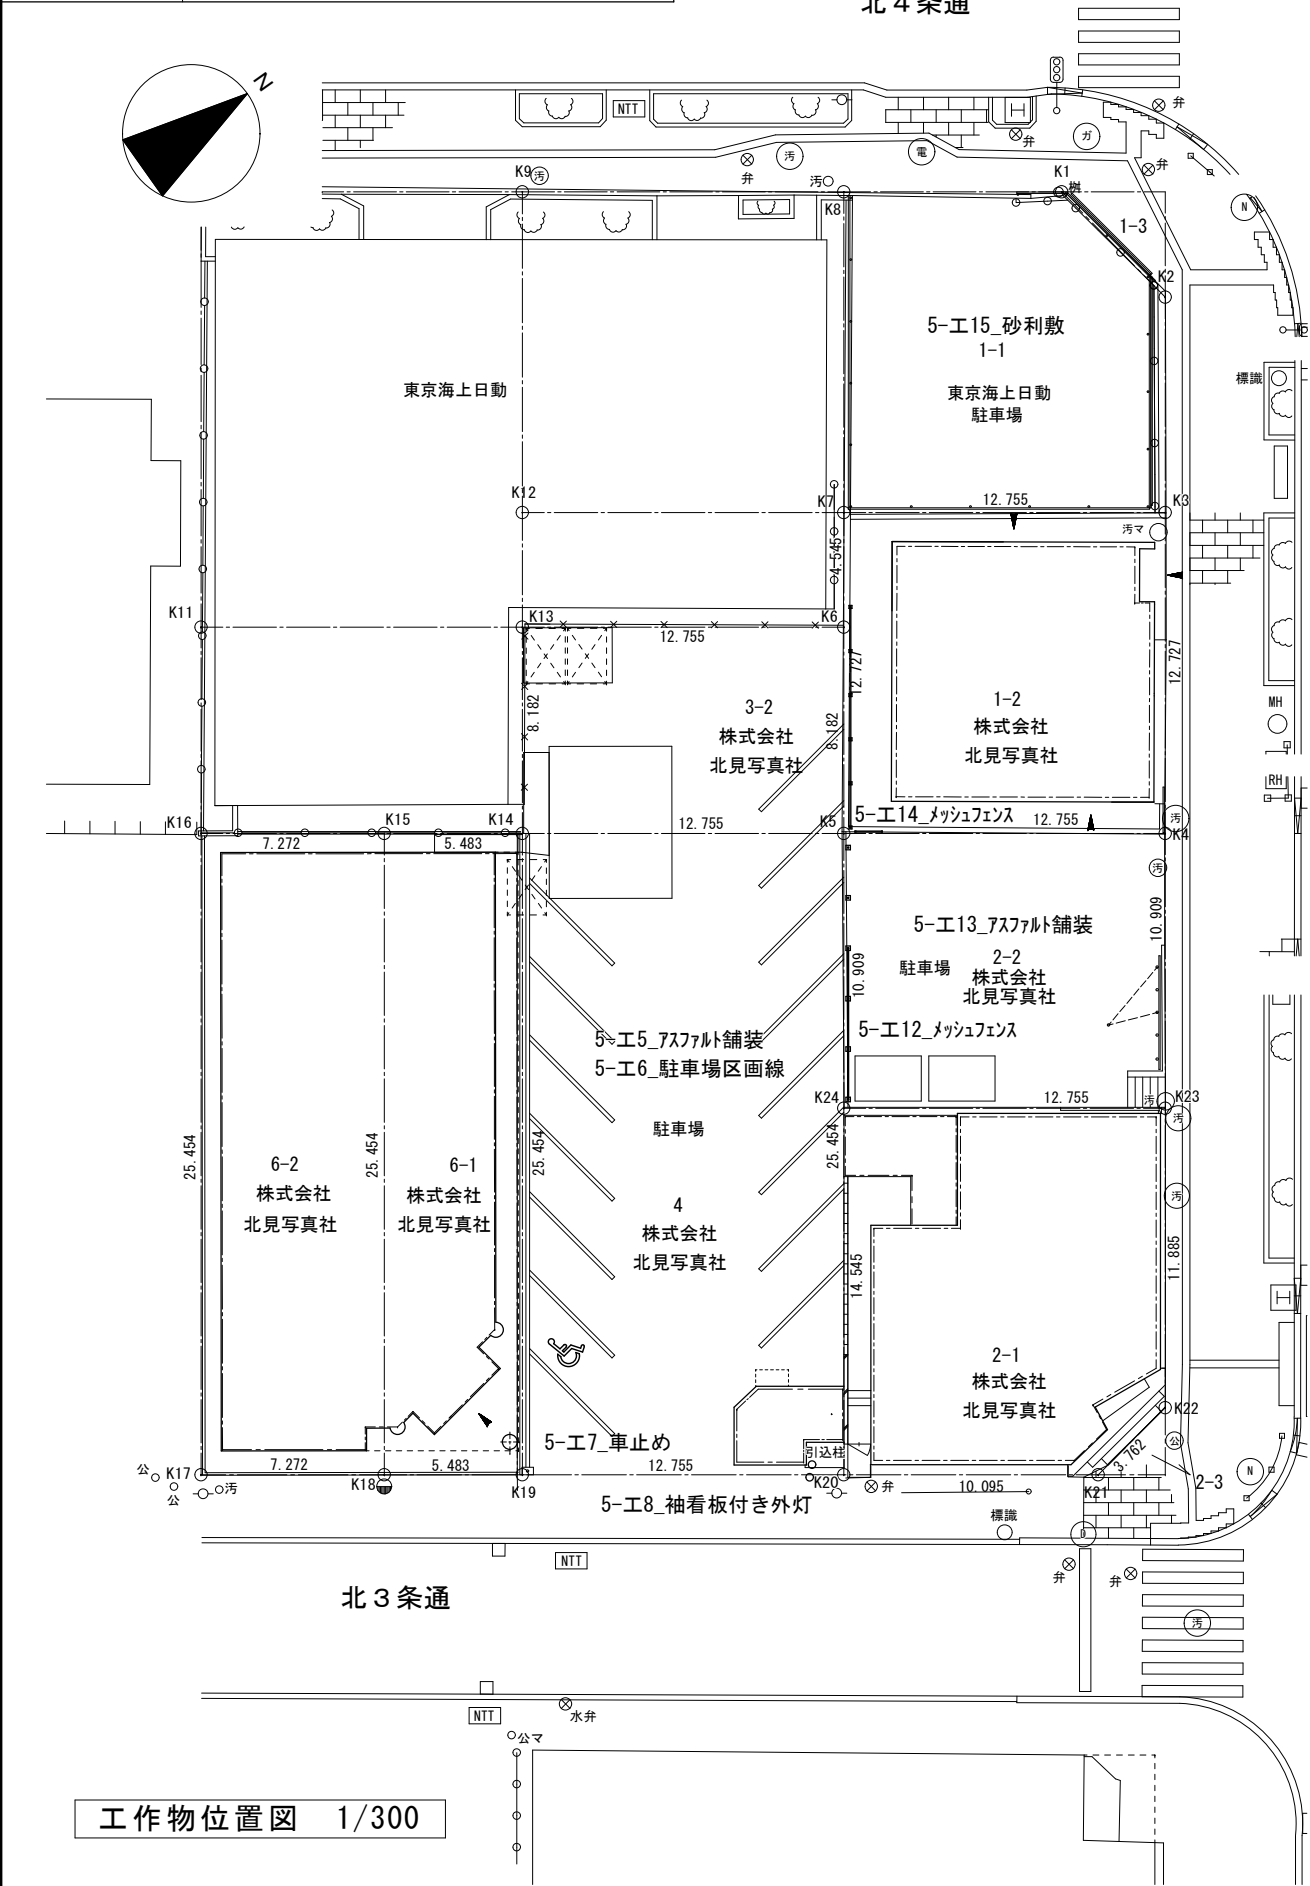 北４条通
N
NTT
弁
ガ
弁
電
汚
弁
弁
K9
汚
汚
K1
桝
K8
N
1-3
K2
5-工15_砂利敷
1-1
東京海上日動
駐車場
標識
東京海上日動
K12
K7
12.755
K3
汚マ
4.545
K11
K13
K6
12.755
12.727
12.727
8.182
8.182
1-2
株式会社
北見写真社
3-2
株式会社
北見写真社
MH
RH
K16
K15
K14
12.755
K5
5-工14_メッシュフェンス
12.755
汚
K4
7.272
5.483
汚
5-工13_アスファルト舗装
10.909
2-2
駐車場
株式会社
北見写真社
10.909
5-工12_メッシュフェンス
5-工5_アスファルト舗装
5-工6_駐車場区画線
K24
12.755
汚
K23
汚
駐車場
25.454
25.454
25.454
25.454
6-2
株式会社
北見写真社
6-1
株式会社
北見写真社
4
株式会社
北見写真社
汚
11.885
14.545
2-1
株式会社
北見写真社
K22
公
3.762
5-工7_車止め
引込柱
公
K17
7.272
5.483
12.755
公
汚
K18
K19
K20
弁
10.095
K21
2-3
N
5-工8_袖看板付き外灯
標識
NTT
弁
弁
北３条通
汚
NTT
水弁
公マ
工作物位置図 1/300